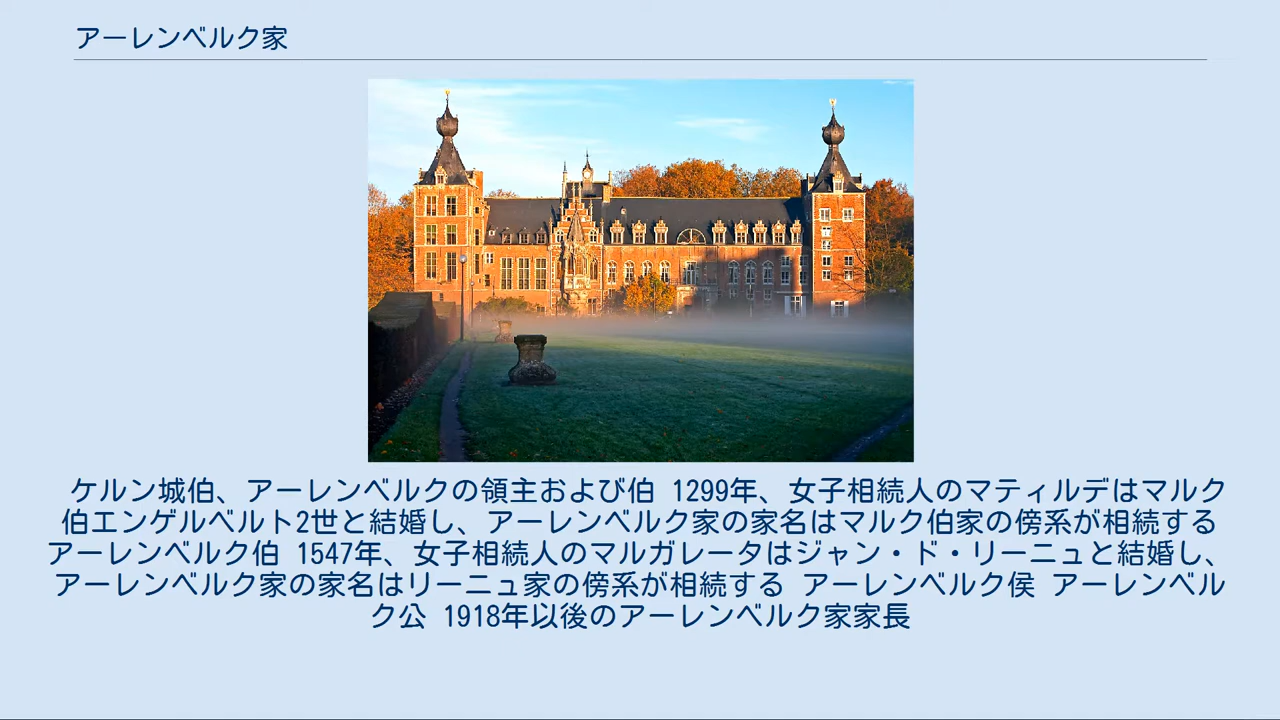 アーレンベルク家
ケルン城伯、アーレンベルクの領主および伯 1299年、女子相続人のマティルデはマルク
伯エンゲルベルト2世と結婚し、アーレンベルク家の家名はマルク伯家の傍系が相続する
アーレンベルク伯 1547年、女子相続人のマルガレータはジャン・ド・リーニュと結婚し、
アーレンベルク家の家名はリーニュ家の傍系が相続する アーレンベルク侯 アーレンベル
ク公 1918年以後のアーレンベルク家家長